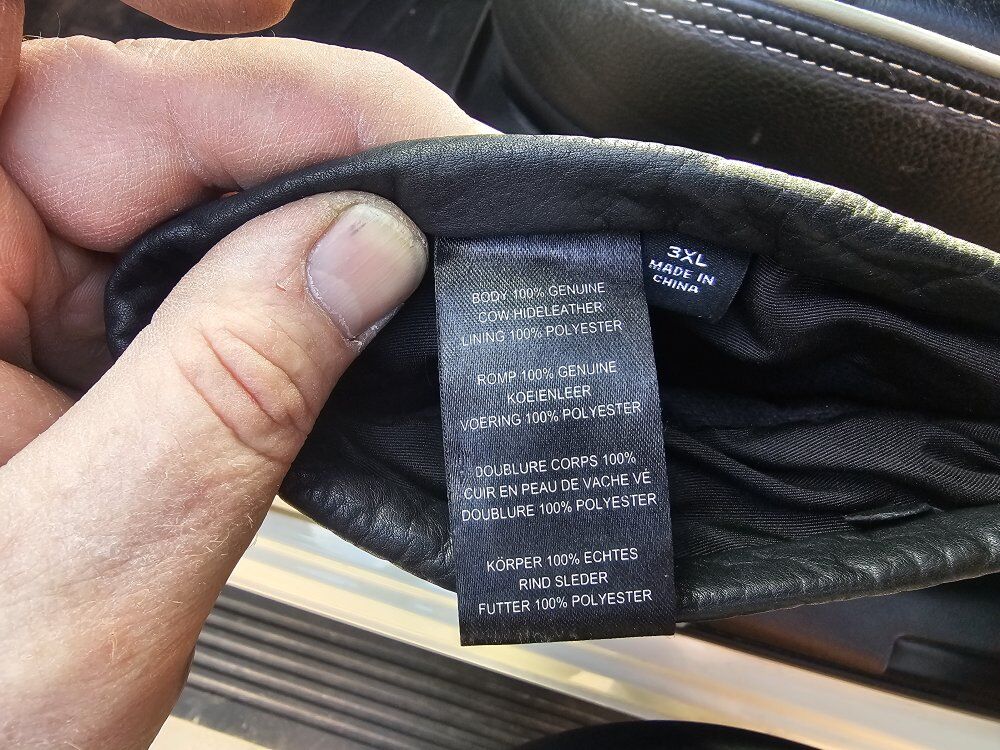 BODY 100% GENUINE
COW HIDELEATHER
LINING 100% POLYESTER
ROMP 100% GENUINE
KOEIENLEER
VOERING 100% POLYESTER
DOUBLURE CORPS 100%
CUIR EN PEAU DE VACHE VÉ
DOUBLURE 100% POLYESTER
KÖRPER 100% ECHTES
RIND SLEDER
FUTTER 100% POLYESTER
3XL
MADE IN
CHINA